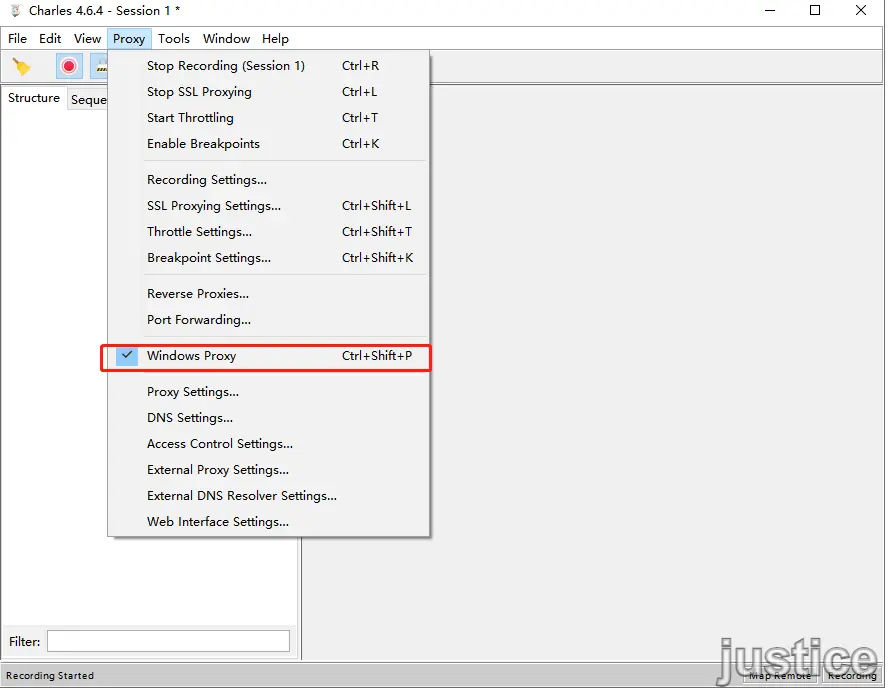 Charles 4.6.4 - Session 1 *
File Edit View Proxy Tools Window Help
Stop Recording (Session 1) Ctrl+R
Stop SSL Proxying Ctrl+L
Structure Seque
Start Throttling Ctrl+T
Enable Breakpoints Ctrl+K
Recording Settings...
SSL Proxying Settings... Ctrl+Shift+L
Throttle Settings... Ctrl+Shift+T
Breakpoint Settings... Ctrl+Shift+K
Reverse Proxies...
Port Forwarding...
Windows Proxy Ctrl+Shift+P
Proxy Settings...
DNS Settings...
Access Control Settings...
External Proxy Settings...
External DNS Resolver Settings...
Web Interface Settings...
Filter:
justice
Recording Started Map Remote Recording